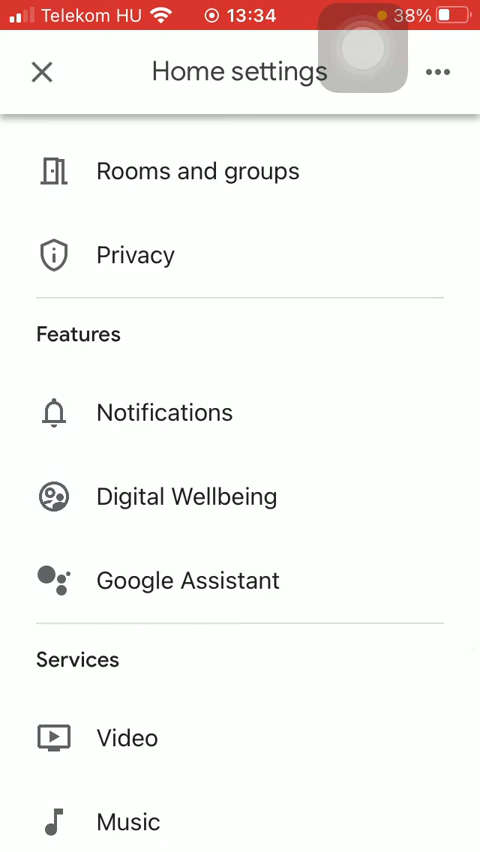 Telekom HU 13:34 38%
Home settings
Rooms and groups
Privacy
Features
Notifications
Digital Wellbeing
Google Assistant
Services
Video
Music